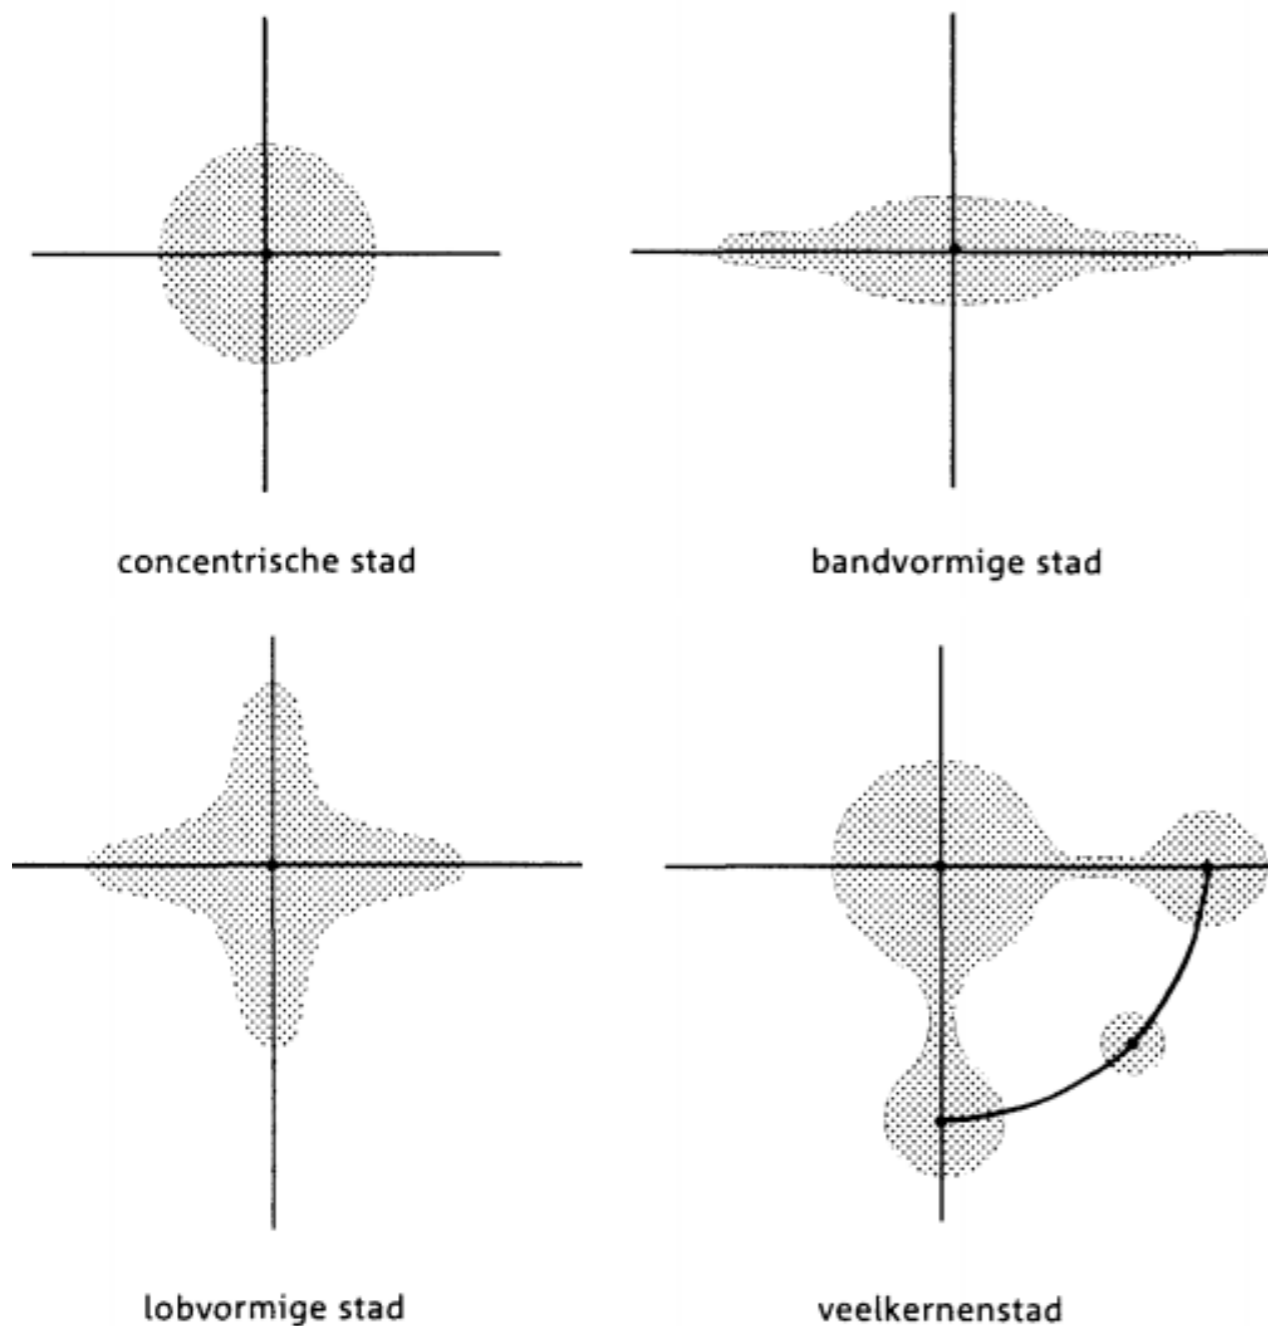 concentrische stad
bandvormige stad
lobvormige stad
veelkernenstad